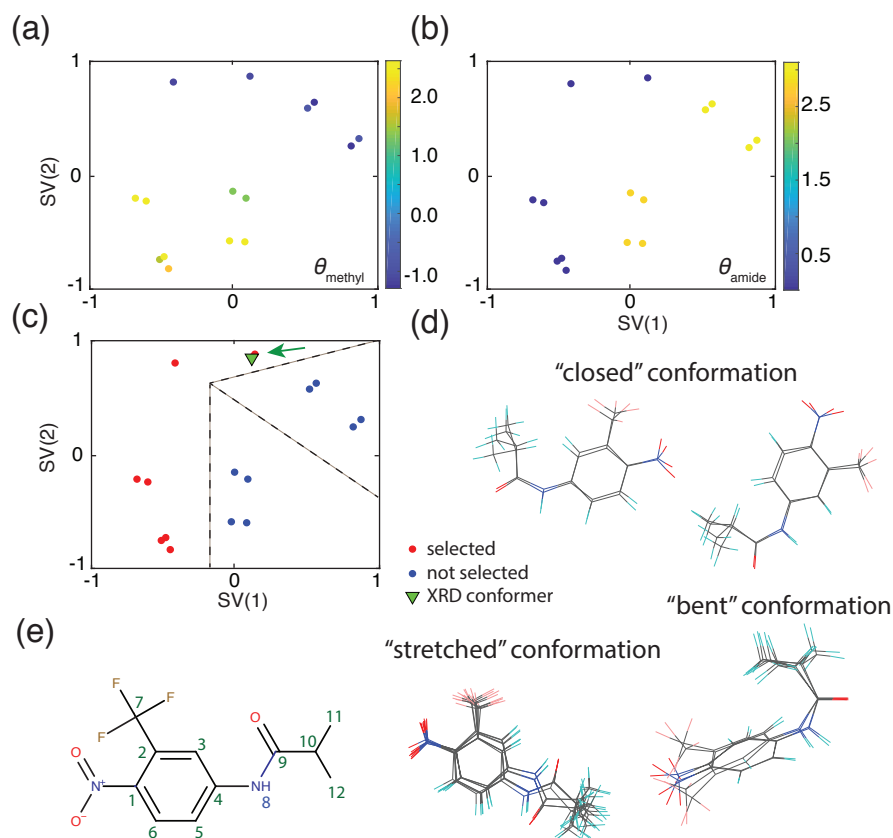 (a)
(b)
1
0
-1
-1
0
1
SV(2)
θmethyl
2.0
1.0
0.0
-1.0
1
0
-1
-1
0
1
SV(1)
θamide
2.5
1.5
0.5
(c)
(d)
1
0
-1
-1
0
1
SV(2)
SV(1)
selected
not selected
XRD conformer
“closed” conformation
“bent” conformation
“stretched” conformation
(e)
F
F
F
7
O
11
2
3
10
O
N+
9
1
4
NH
12
8
O-
6
5